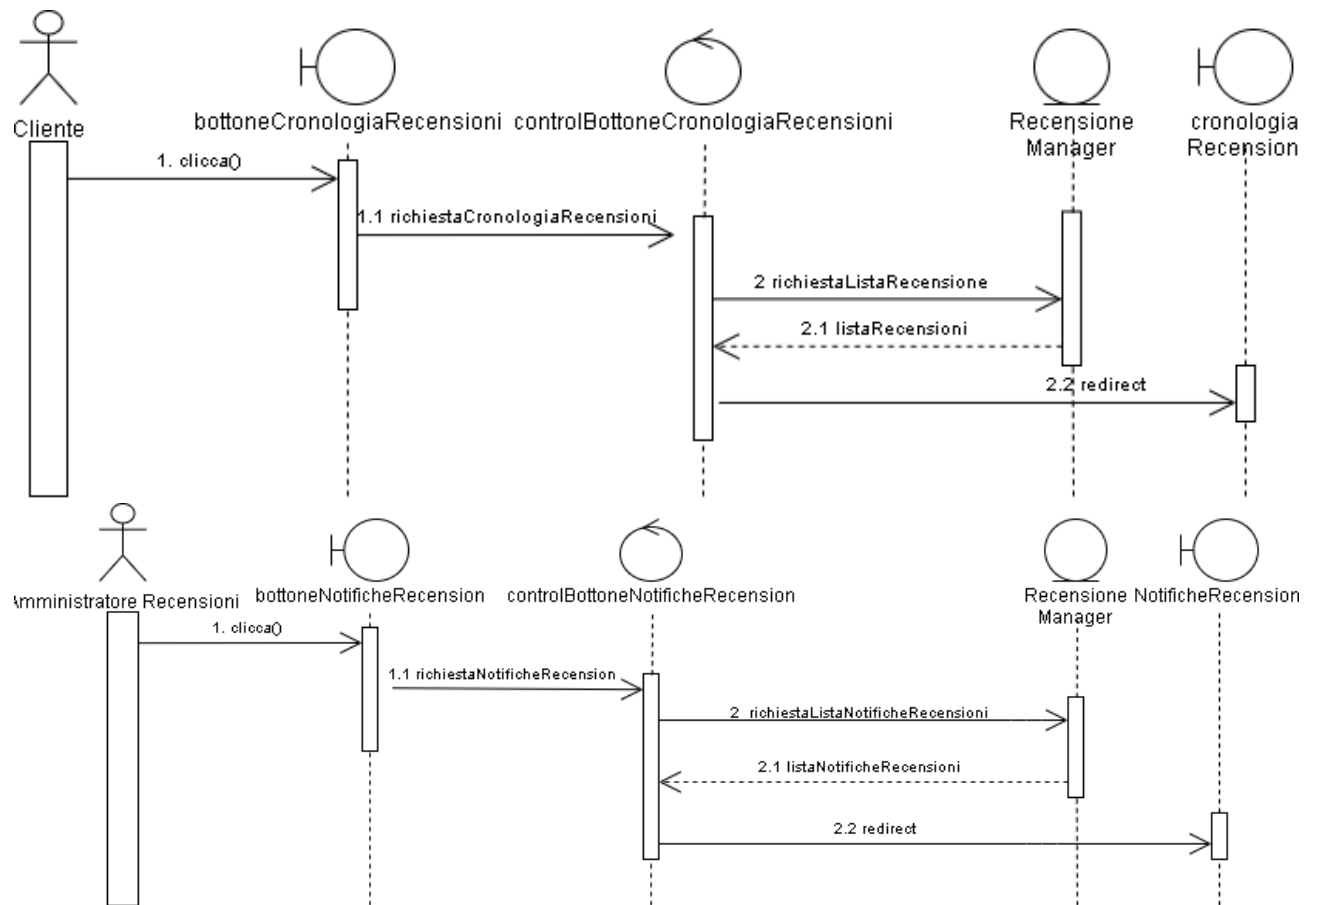 Cliente
bottoneCronologiaRecensioni
controlBottoneCronologiaRecensioni
Recensione
Manager
cronologia
Recension
1. clicca()
1.1 richiestaCronologiaRecensioni
2 richiestaListaRecensione
2.1 listaRecensioni
2.2 redirect
Amministratore Recensioni
bottoneNotificheRecension
controlBottoneNotificheRecension
Recensione
Manager
NotificheRecension
1. clicca()
1.1 richiestaNotificheRecension
2 richiestaListaNotificheRecensioni
2.1 listaNotificheRecensioni
2.2 redirect